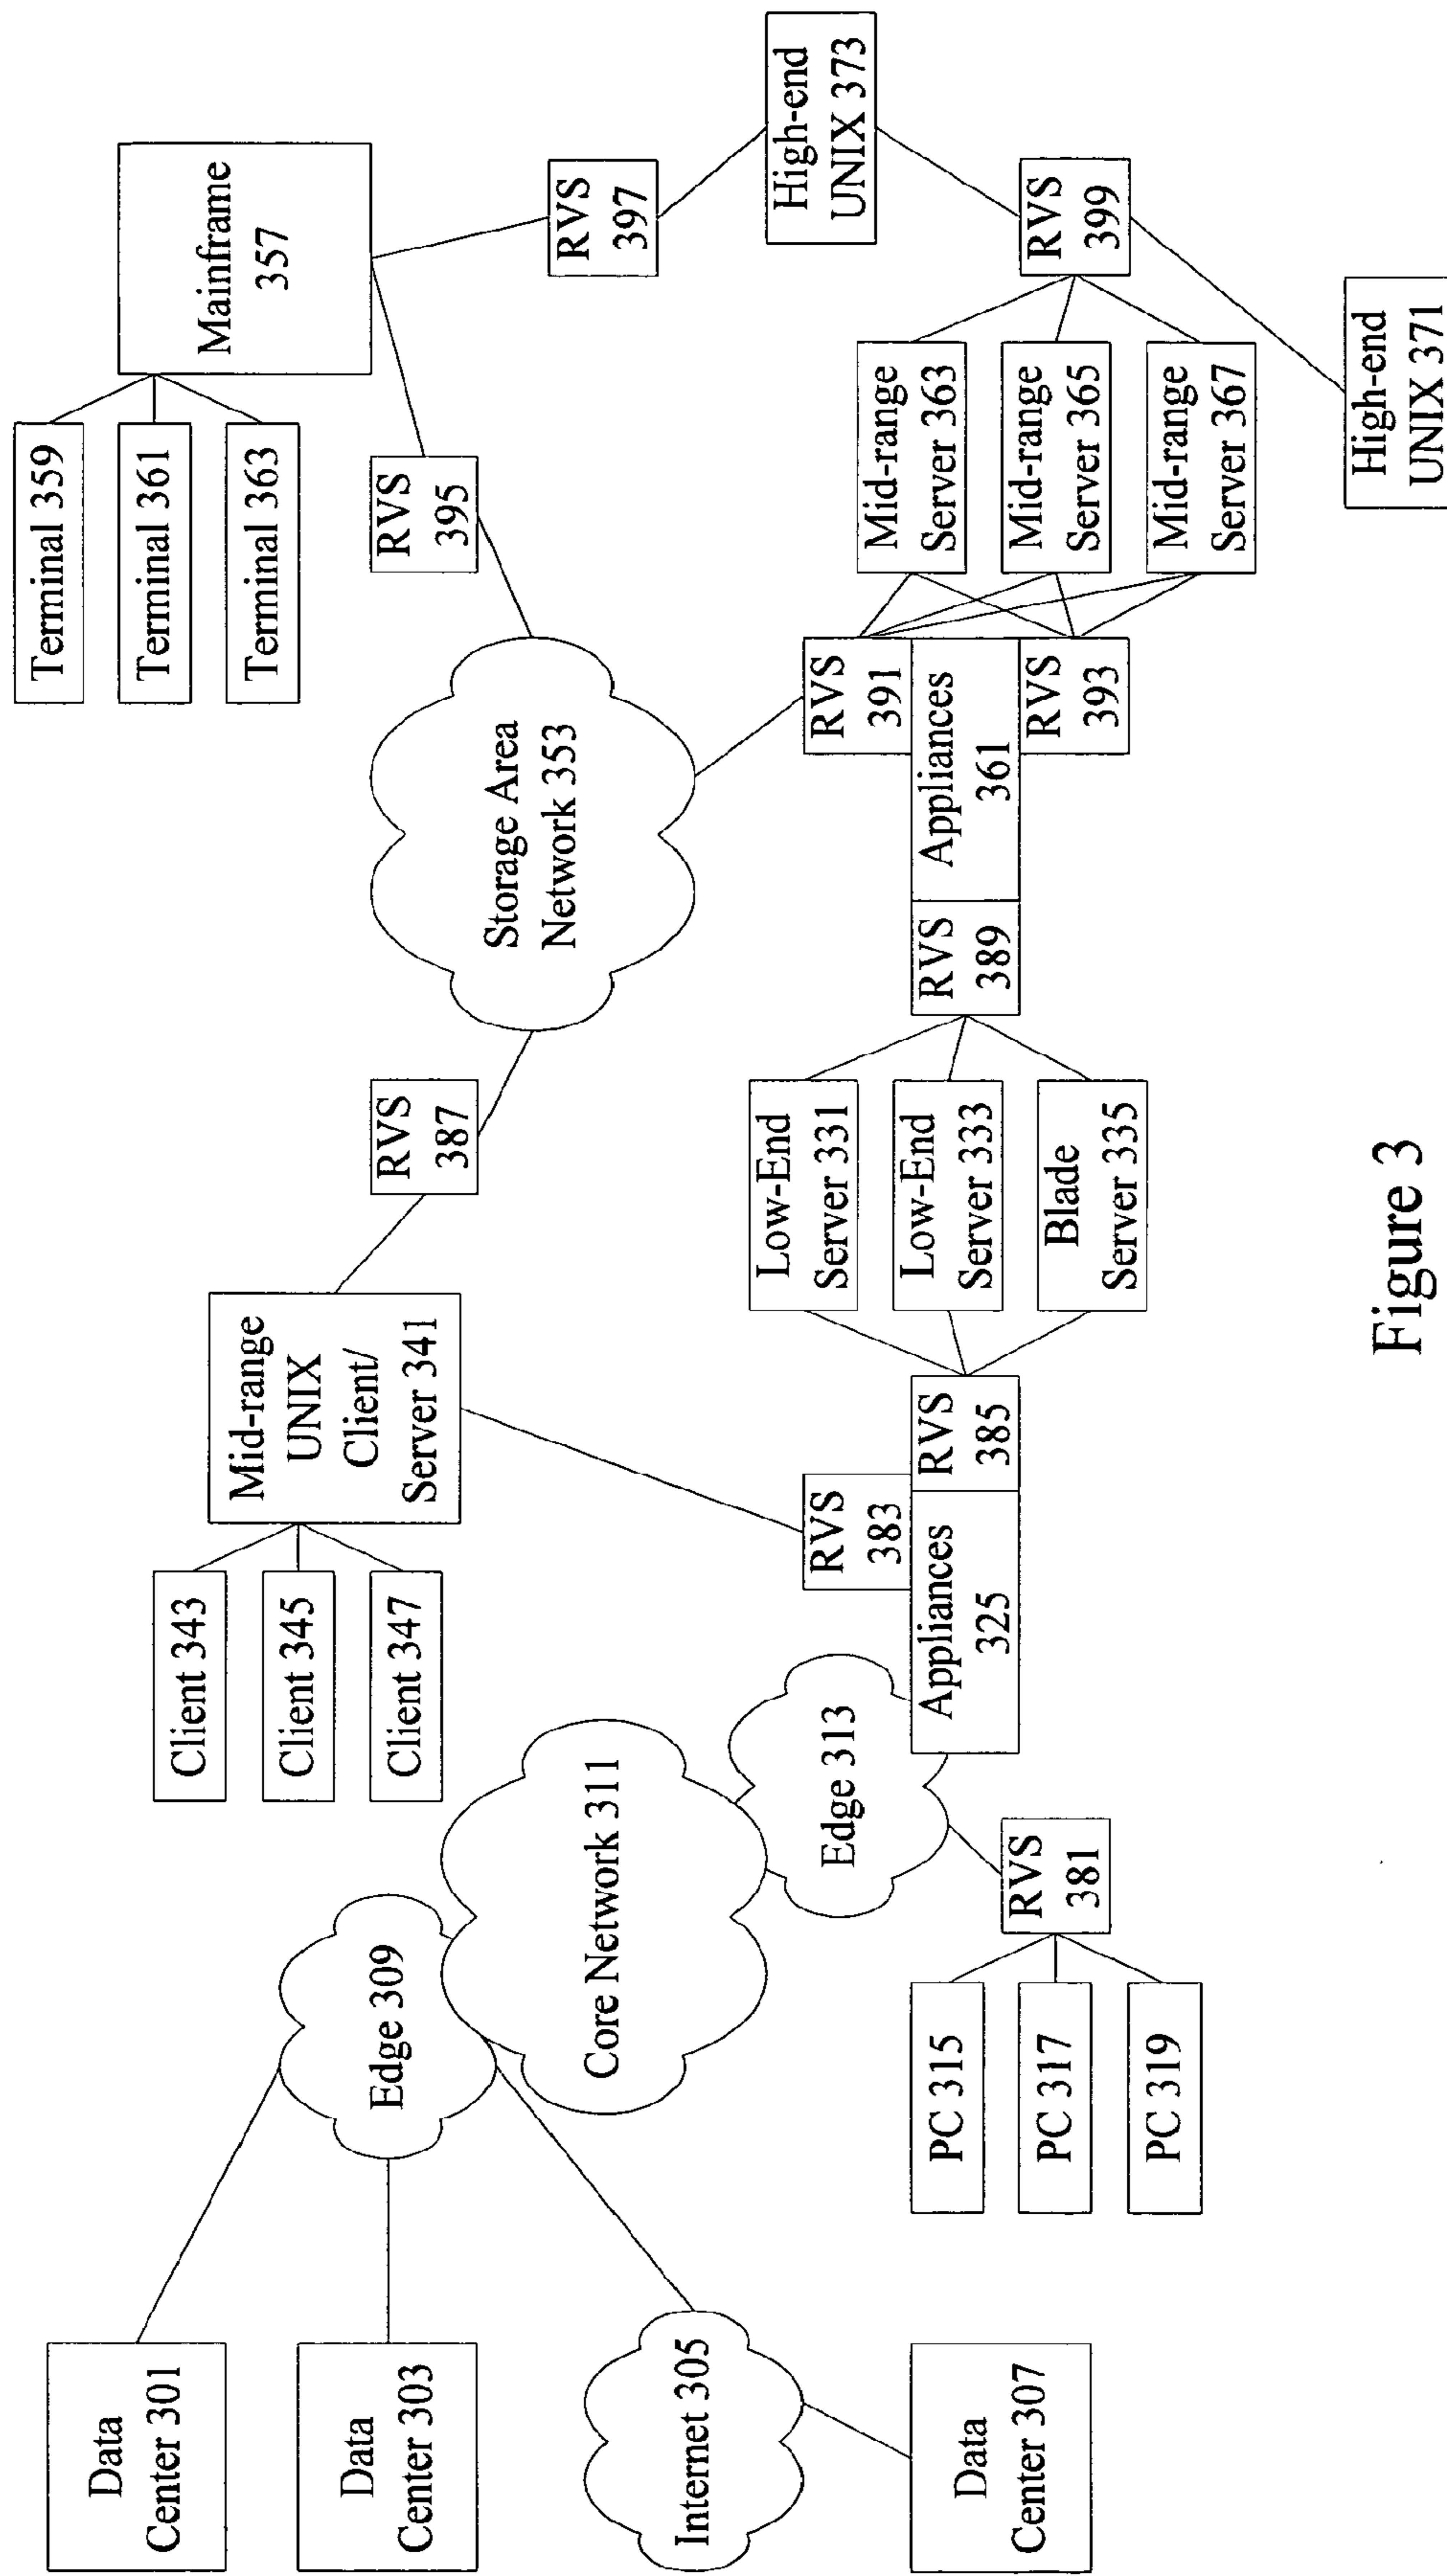 Data
Center 301
Data
Center 303
Internet 305
Data
Center 307
Edge 309
Core Network 311
Edge 313
PC 315
PC 317
PC 319
RVS
381
Client 343
Client 345
Client 347
Mid-range
UNIX
Client/
Server 341
Appliances
325
RVS
383
RVS
385
RVS
387
Low-End
Server 331
Low-End
Server 333
Blade
Server 335
Storage Area
Network 353
RVS
389
Appliances
361
RVS
391
RVS
393
RVS
395
Terminal 359
Terminal 361
Terminal 363
Mainframe
357
RVS
397
Mid-range
Server 363
Mid-range
Server 365
Mid-range
Server 367
High-end
UNIX 373
RVS
399
High-end
UNIX 371
Figure 3